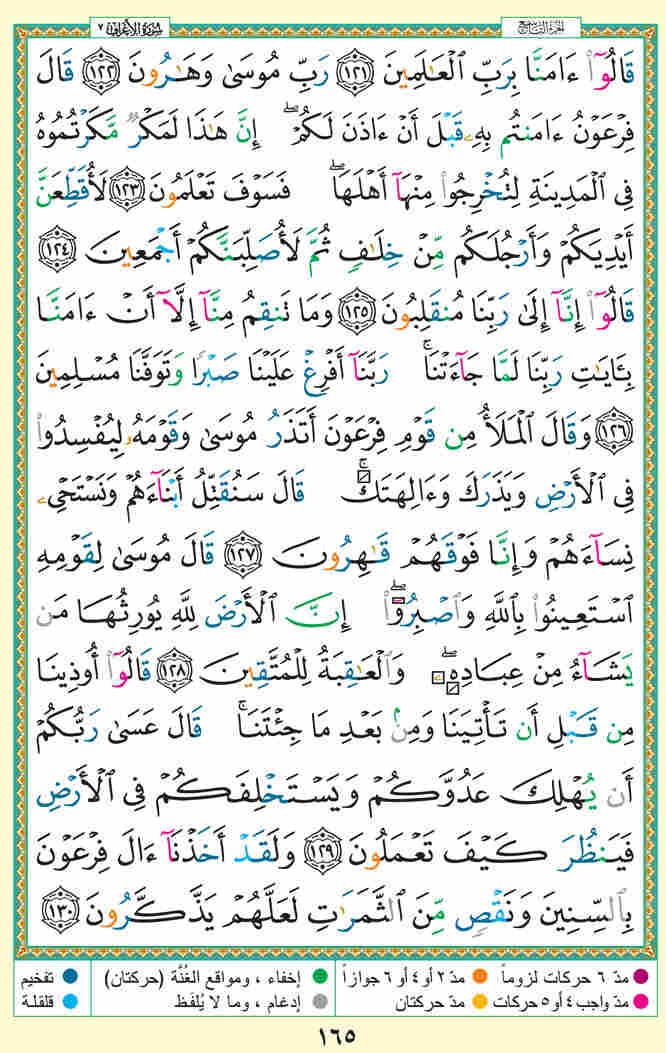 سورة الأعراف ٧
الجزء التاسع
قَالُوٓا۟ ءَامَنَّا بِرَبِّ ٱلْعَـٰلَمِينَ ١٢١ رَبِّ مُوسَىٰ وَهَـٰرُونَ ١٢٢ قَالَ
فِرْعَوْنُ ءَامَنتُم بِهِۦ قَبْلَ أَنْ ءَاذَنَ لَكُمْ ۖ إِنَّ هَـٰذَا لَمَكْرٌ مَّكَرْتُمُوهُ
فِى ٱلْمَدِينَةِ لِتُخْرِجُوا۟ مِنْهَآ أَهْلَهَا ۖ فَسَوْفَ تَعْلَمُونَ ١٢٣ لَأُقَطِّعَنَّ
أَيْدِيَكُمْ وَأَرْجُلَكُم مِّنْ خِلَـٰفٍ ثُمَّ لَأُصَلِّبَنَّكُمْ أَجْمَعِينَ ١٢٤
قَالُوٓا۟ إِنَّآ إِلَىٰ رَبِّنَا مُنقَلِبُونَ ١٢٥ وَمَا تَنقِمُ مِنَّآ إِلَّآ أَنْ ءَامَنَّا
بِـَٔايَـٰتِ رَبِّنَا لَمَّا جَآءَتْنَا ۚ رَبَّنَآ أَفْرِغْ عَلَيْنَا صَبْرًا وَتَوَفَّنَا مُسْلِمِينَ
١٢٦ وَقَالَ ٱلْمَلَأُ مِن قَوْمِ فِرْعَوْنَ أَتَذَرُ مُوسَىٰ وَقَوْمَهُۥ لِيُفْسِدُوا۟
فِى ٱلْأَرْضِ وَيَذَرَكَ وَءَالِهَتَكَ ۚ قَالَ سَنُقَتِّلُ أَبْنَآءَهُمْ وَنَسْتَحْىِۦ
نِسَآءَهُمْ وَإِنَّا فَوْقَهُمْ قَـٰهِرُونَ ١٢٧ قَالَ مُوسَىٰ لِقَوْمِهِ
ٱسْتَعِينُوا۟ بِٱللَّهِ وَٱصْبِرُوٓا۟ ۖ إِنَّ ٱلْأَرْضَ لِلَّهِ يُورِثُهَا مَن
يَشَآءُ مِنْ عِبَادِهِۦ ۖ وَٱلْعَـٰقِبَةُ لِلْمُتَّقِينَ ١٢٨ قَالُوٓا۟ أُوذِينَا
مِن قَبْلِ أَن تَأْتِيَنَا وَمِنۢ بَعْدِ مَا جِئْتَنَا ۚ قَالَ عَسَىٰ رَبُّكُمْ
أَن يُهْلِكَ عَدُوَّكُمْ وَيَسْتَخْلِفَكُمْ فِى ٱلْأَرْضِ
فَيَنظُرَ كَيْفَ تَعْمَلُونَ ١٢٩ وَلَقَدْ أَخَذْنَآ ءَالَ فِرْعَوْنَ
بِٱلسِّنِينَ وَنَقْصٍ مِّنَ ٱلثَّمَرَٰتِ لَعَلَّهُمْ يَذَّكَّرُونَ ١٣٠
مدّ ٦ حركات لزوماً مدّ ٢ أو ٤ أو ٦ جوازاً إخفاء ، ومواقع الغُنَّة (حركتان) تفخيم
مدّ واجب ٤ أو ٥ حركات مدّ حركتان إدغام ، وما لا يُلفَظ قلقلة
١٦٥